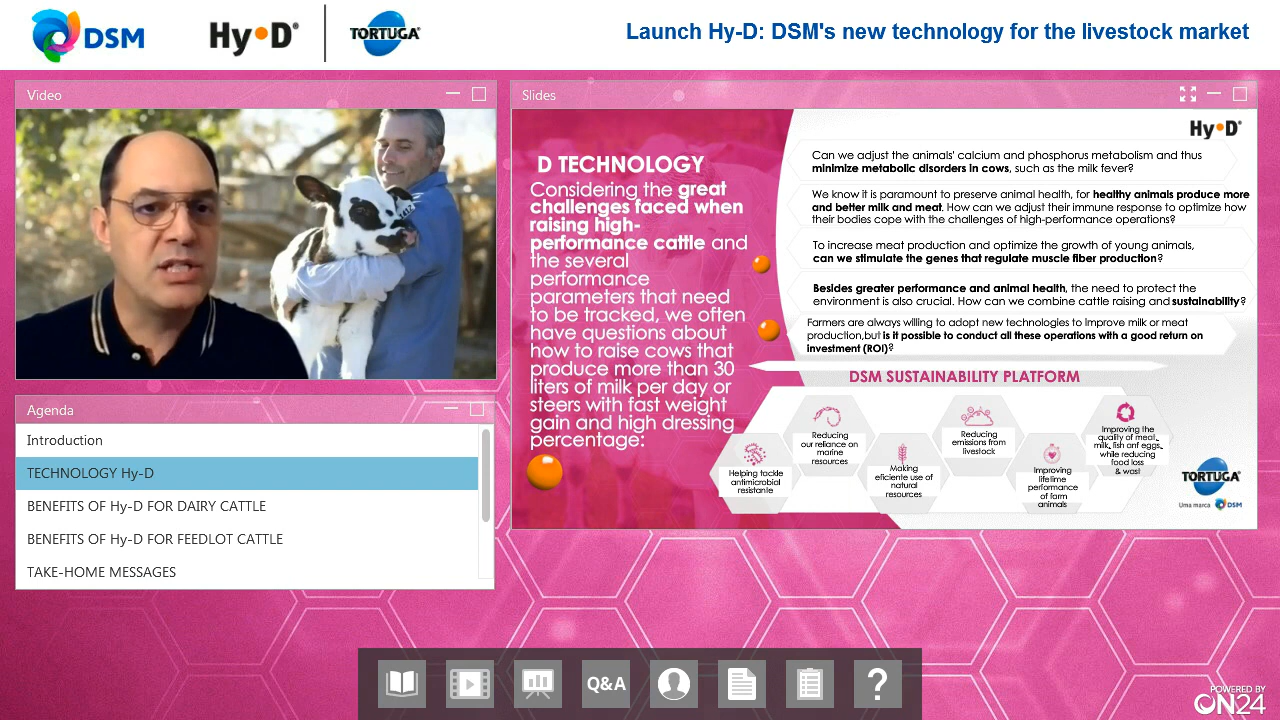 DSM
Hy•D®
TORTUGA
Launch Hy-D: DSM's new technology for the livestock market
Video
Slides
D TECHNOLOGY
Considering the great
challenges faced when
raising high-
performance cattle and
the several
performance
parameters that need
to be tracked, we often
have questions about
how to raise cows that
produce more than 30
liters of milk per day or
steers with fast weight
gain and high dressing
percentage:
Hy•D®
Can we adjust the animals' calcium and phosphorus metabolism and thus
minimize metabolic disorders in cows, such as the milk fever?
We know it is paramount to preserve animal health, for healthy animals produce more
and better milk and meat. How can we adjust their immune response to optimize how
their bodies cope with the challenges of high-performance operations?
To increase meat production and optimize the growth of young animals,
can we stimulate the genes that regulate muscle fiber production?
Besides greater performance and animal health, the need to protect the
environment is also crucial. How can we combine cattle raising and sustainability?
Farmers are always willing to adopt new technologies to improve milk or meat
production,but is it possible to conduct all these operations with a good return on
investment (ROI)?
DSM SUSTAINABILITY PLATFORM
Helping tackle
antimicrobial
resistante
Reducing
our reliance on
marine
resources
Making
eficiente use of
natural
resources
Reducing
emissions from
livestock
Improving
lifetime
performance
of farm
animals
Improving the
quality of meat,
milk, fish anf eggs,
while reducing
food loss
& wast
TORTUGA
Uma marca DSM
Agenda
Introduction
TECHNOLOGY Hy-D
BENEFITS OF Hy-D FOR DAIRY CATTLE
BENEFITS OF Hy-D FOR FEEDLOT CATTLE
TAKE-HOME MESSAGES
Q&A
?
POWERED BY
ON24